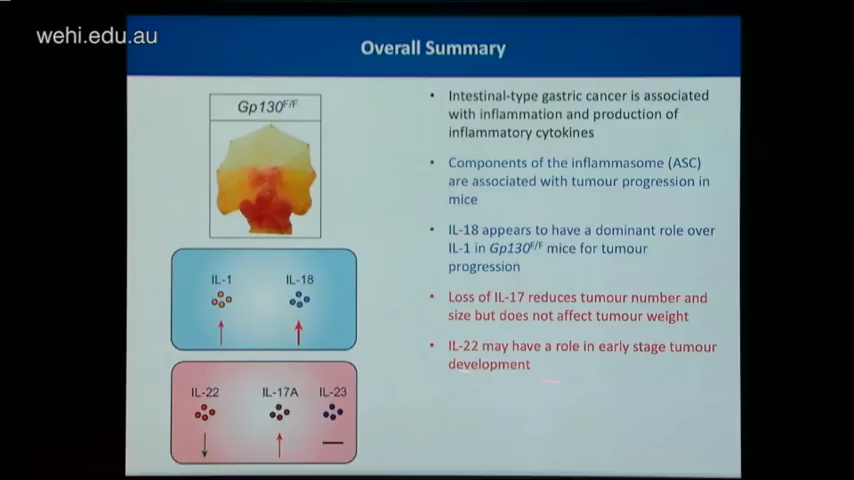 wehi.edu.au
Overall Summary
Gp130F/F
IL-1 IL-18
IL-22 IL-17A IL-23
• Intestinal-type gastric cancer is associated
with inflammation and production of
inflammatory cytokines
• Components of the inflammasome (ASC)
are associated with tumour progression in
mice
• IL-18 appears to have a dominant role over
IL-1 in Gp130F/F mice for tumour
progression
• Loss of IL-17 reduces tumour number and
size but does not affect tumour weight
• IL-22 may have a role in early stage tumour
development